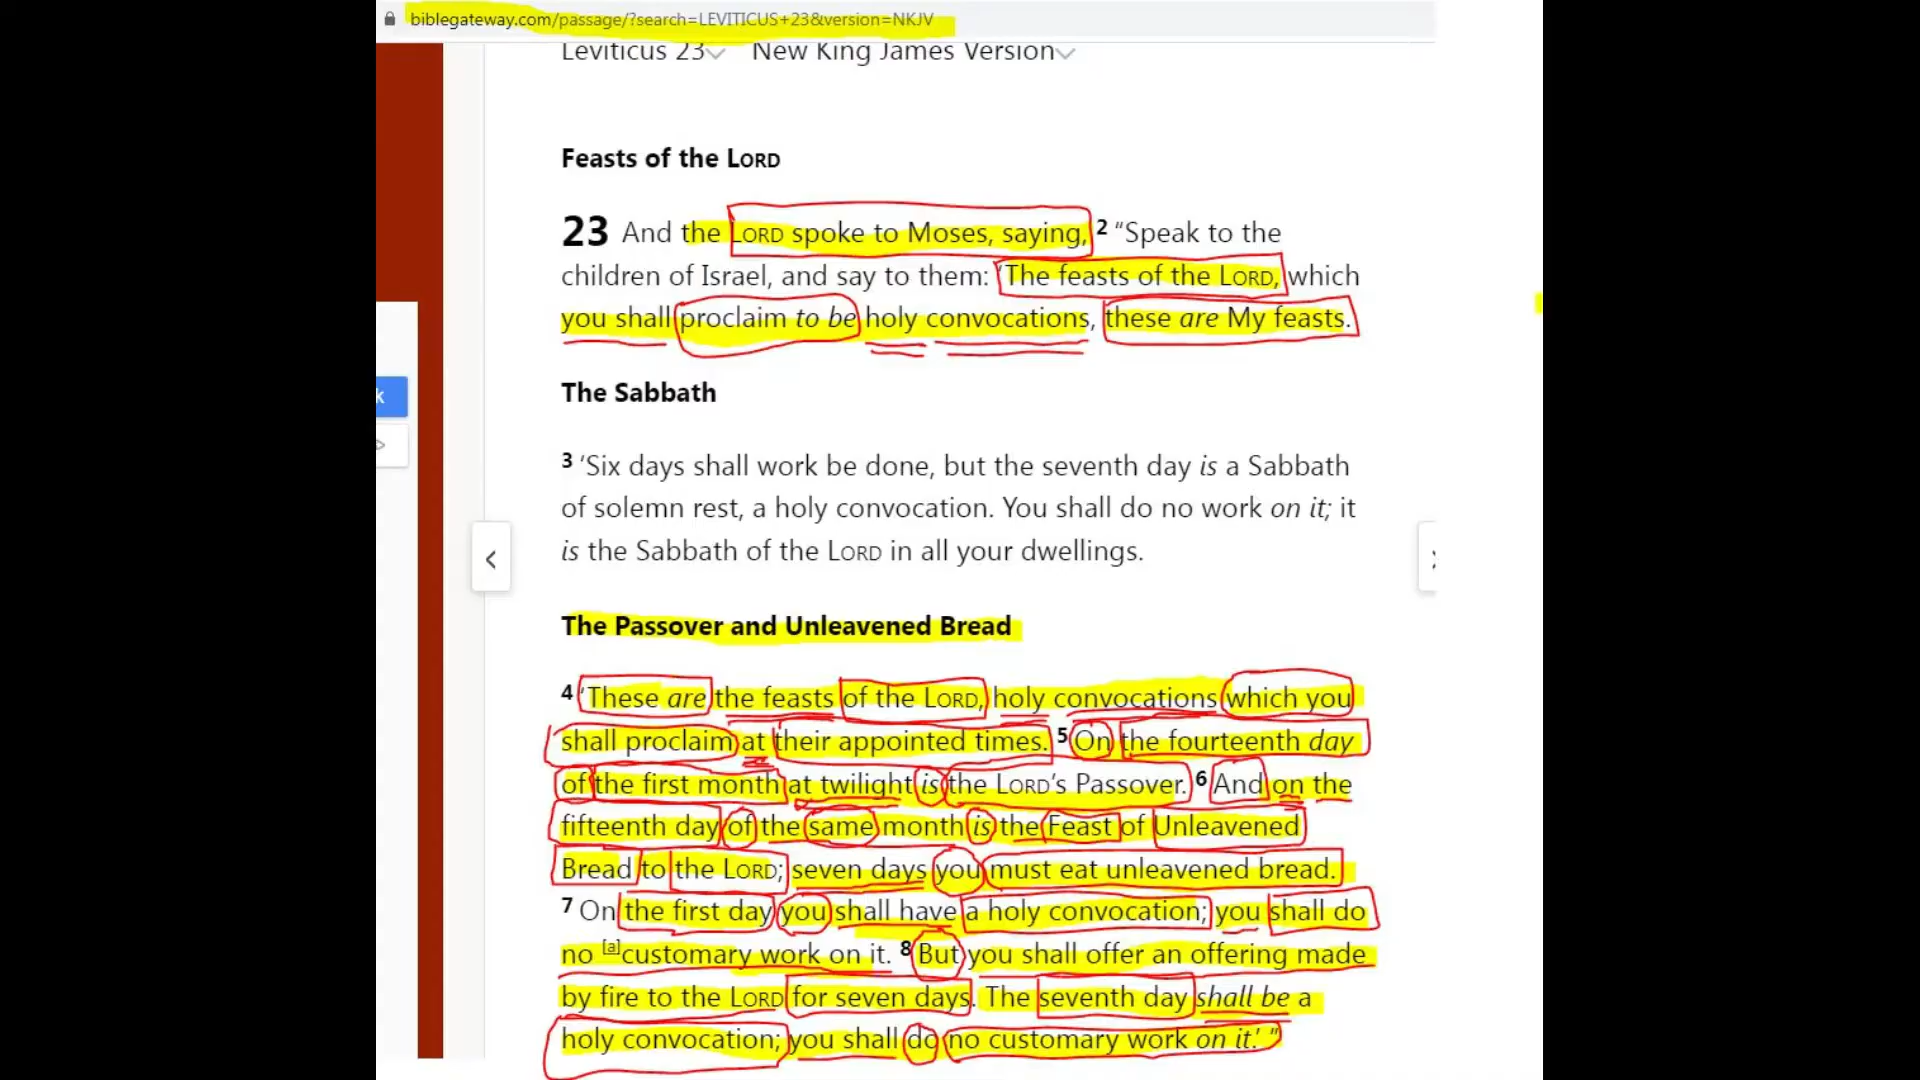 biblegateway.com/passage/?search=LEVITICUS+23&version=NKJV
Leviticus 23 New King James Version
Feasts of the LORD
23 And the LORD spoke to Moses, saying, 2 “Speak to the
children of Israel, and say to them: ‘The feasts of the LORD, which
you shall proclaim to be holy convocations, these are My feasts.
The Sabbath
3 ‘Six days shall work be done, but the seventh day is a Sabbath
of solemn rest, a holy convocation. You shall do no work on it; it
is the Sabbath of the LORD in all your dwellings.
k
The Passover and Unleavened Bread
4 ‘These are the feasts of the LORD, holy convocations which you
shall proclaim at their appointed times. 5 On the fourteenth day
of the first month at twilight is the LORD’s Passover. 6 And on the
fifteenth day of the same month is the Feast of Unleavened
Bread to the LORD; seven days you must eat unleavened bread.
7 On the first day you shall have a holy convocation; you shall do
no [a]customary work on it. 8 But you shall offer an offering made
by fire to the LORD for seven days. The seventh day shall be a
holy convocation; you shall do no customary work on it.’ ”